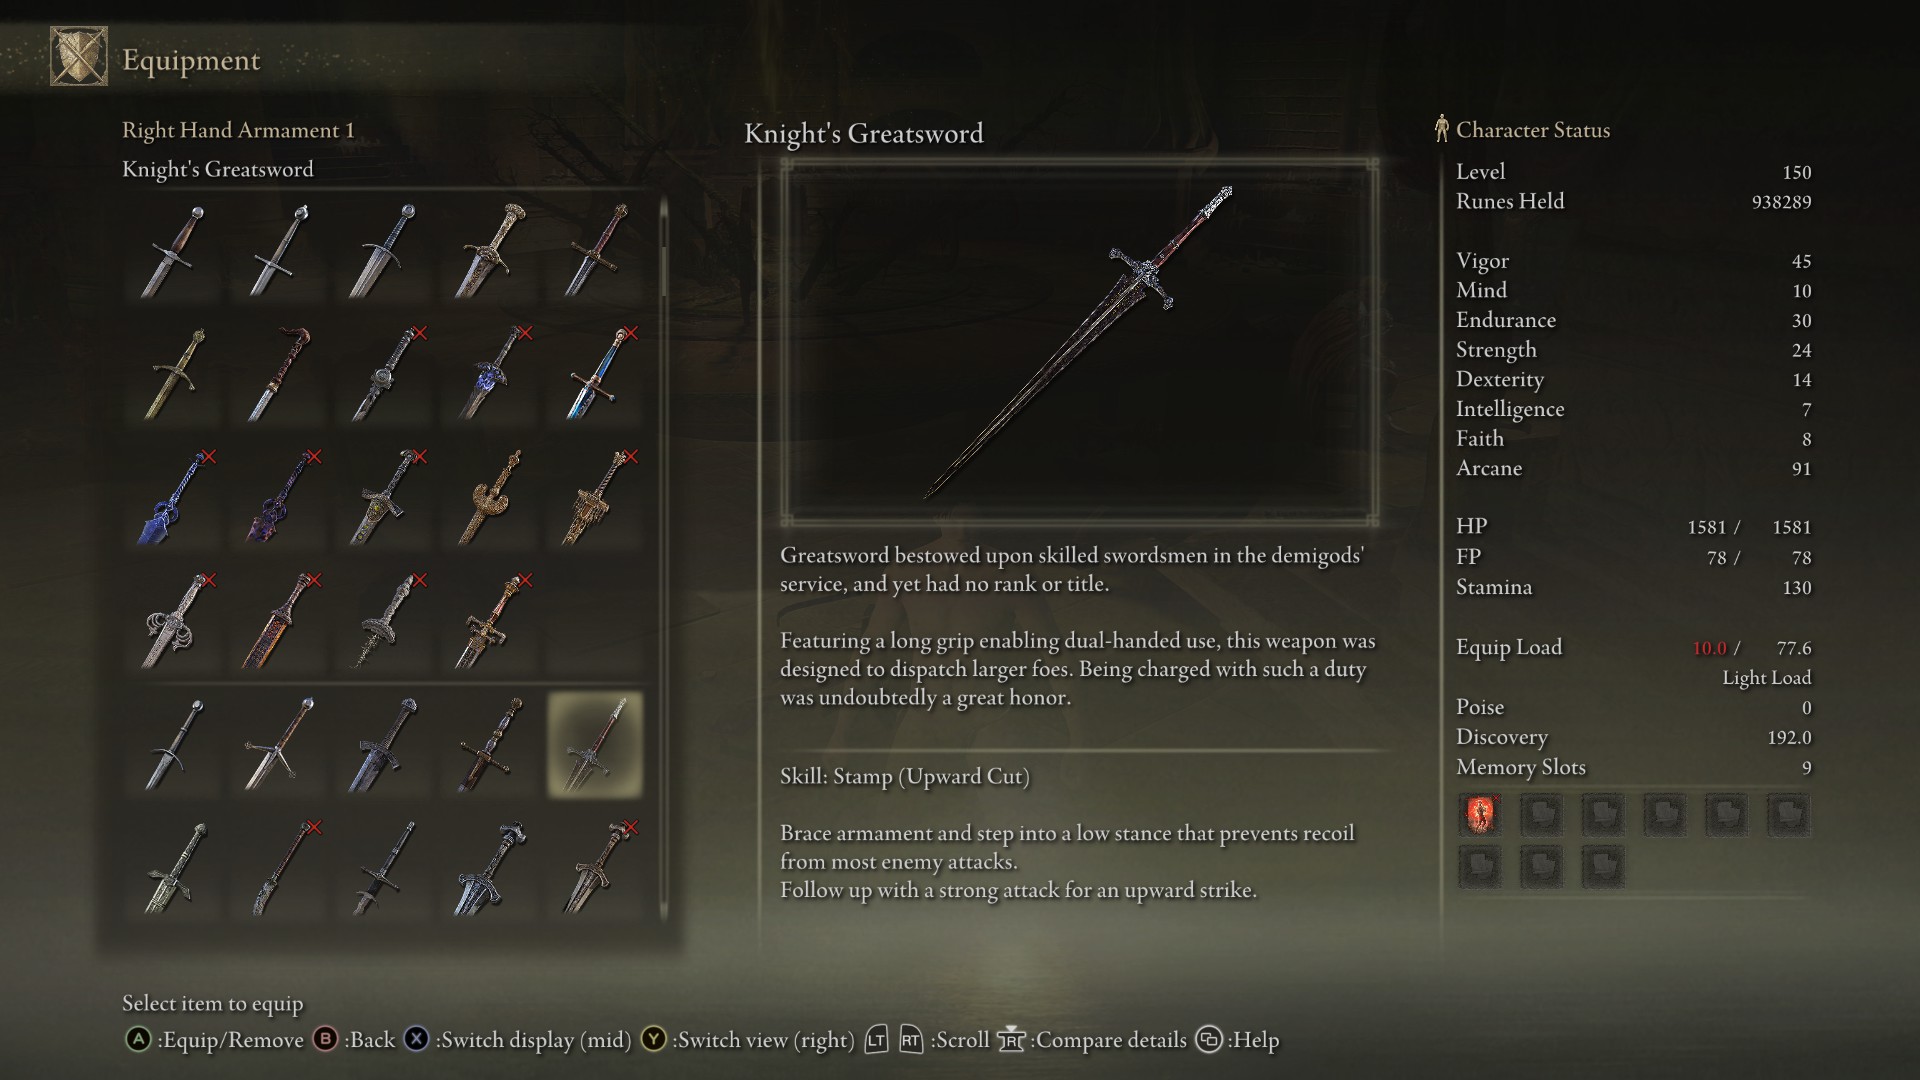 Equipment
Right Hand Armament 1
Knight's Greatsword
Knight's Greatsword
Greatsword bestowed upon skilled swordsmen in the demigods'
service, and yet had no rank or title.
Featuring a long grip enabling dual-handed use, this weapon was
designed to dispatch larger foes. Being charged with such a duty
was undoubtedly a great honor.
Skill: Stamp (Upward Cut)
Brace armament and step into a low stance that prevents recoil
from most enemy attacks.
Follow up with a strong attack for an upward strike.
Character Status
Level 150
Runes Held 938289
Vigor 45
Mind 10
Endurance 30
Strength 24
Dexterity 14
Intelligence 7
Faith 8
Arcane 91
HP 1581 / 1581
FP 78 / 78
Stamina 130
Equip Load 10.0 / 77.6
Light Load
Poise 0
Discovery 192.0
Memory Slots 9
Select item to equip
A :Equip/Remove B :Back X :Switch display (mid) Y :Switch view (right) LT RT :Scroll R :Compare details :Help